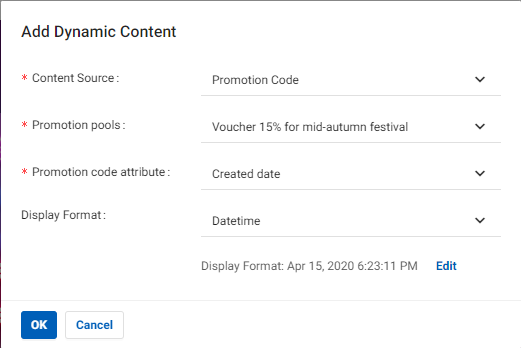 Add Dynamic Content
* Content Source :
Promotion Code
* Promotion pools :
Voucher 15% for mid-autumn festival
* Promotion code attribute :
Created date
Display Format :
Datetime
Display Format: Apr 15, 2020 6:23:11 PM Edit
OK Cancel